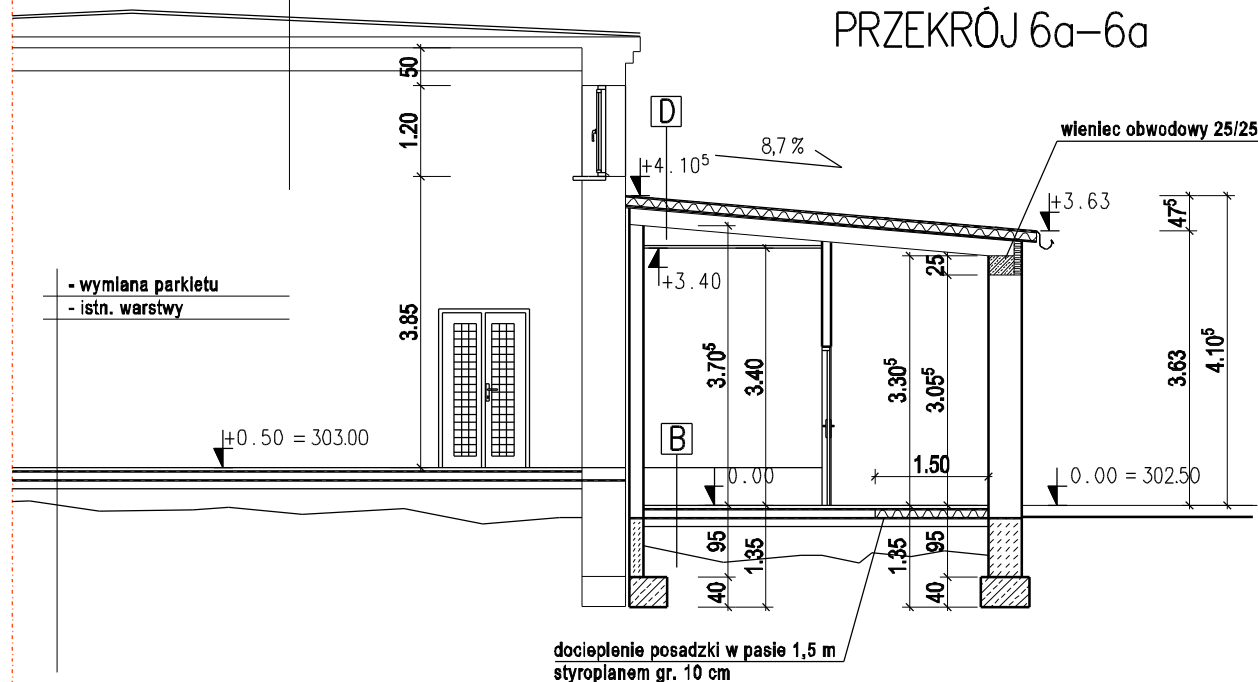 PRZEKRÓJ 6a–6a
50
1.20
3.85
D
8,7 %
wieniec obwodowy 25/25
+4.10⁵
+3.63
47⁵
+3.40
25
- wymiana parkietu
- istn. warstwy
3.70⁵
3.40
3.30⁵
3.05⁵
3.63
4.10⁵
+0.50 = 303.00
B
1.50
0.00
0.00 = 302.50
95
1.35
1.35
95
40
40
docieplenie posadzki w pasie 1,5 m
styropianem gr. 10 cm